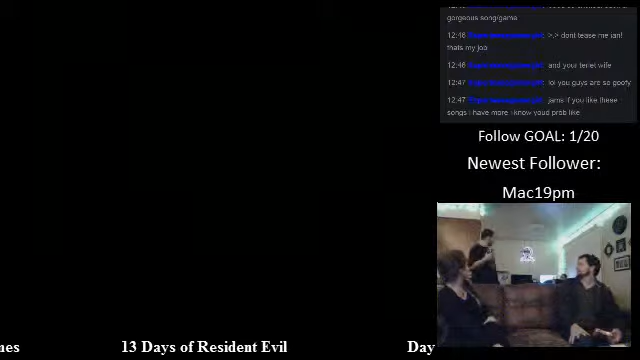 gorgeous song/game
12:46 >.> dont tease me ian!
thats my job
12:46 and your teriet wife
12:47 lol you guys are so goofy
12:47 jams if you like these
songs i have more i know youd prob like
Follow GOAL: 1/20
Newest Follower:
Mac19pm
nes 13 Days of Resident Evil Day